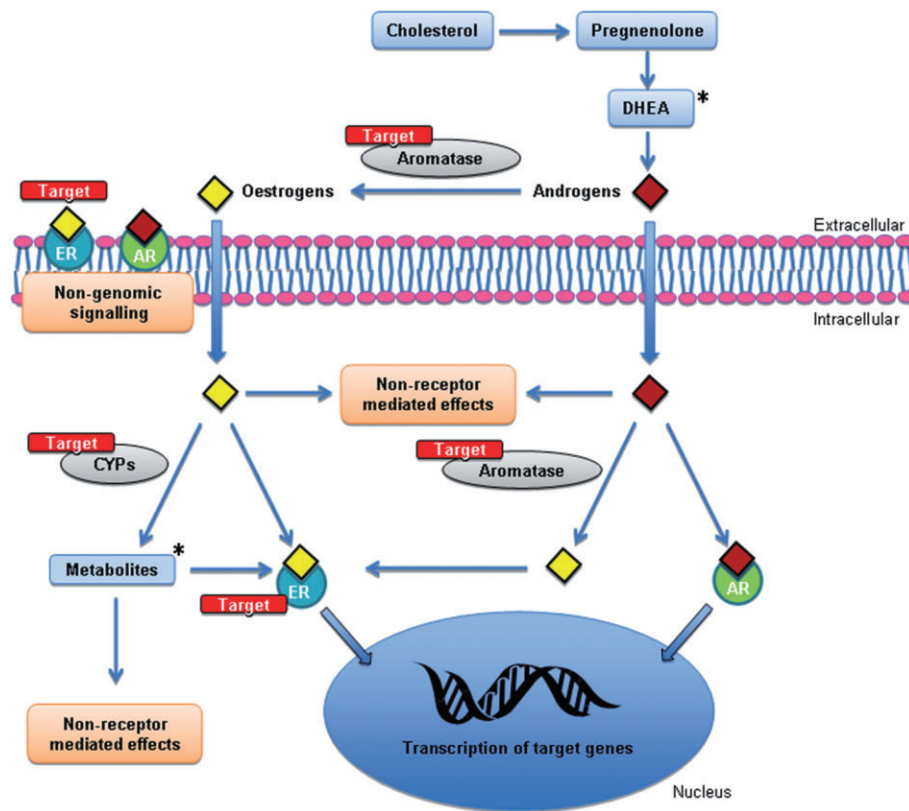 Cholesterol
Pregnenolone
DHEA
*
Target
Aromatase
Target
Oestrogens
Androgens
ER
AR
Extracellular
Non-genomic
signalling
Intracellular
Non-receptor
mediated effects
Target
CYPs
Target
Aromatase
Metabolites
*
ER
Target
AR
Non-receptor
mediated effects
Transcription of target genes
Nucleus